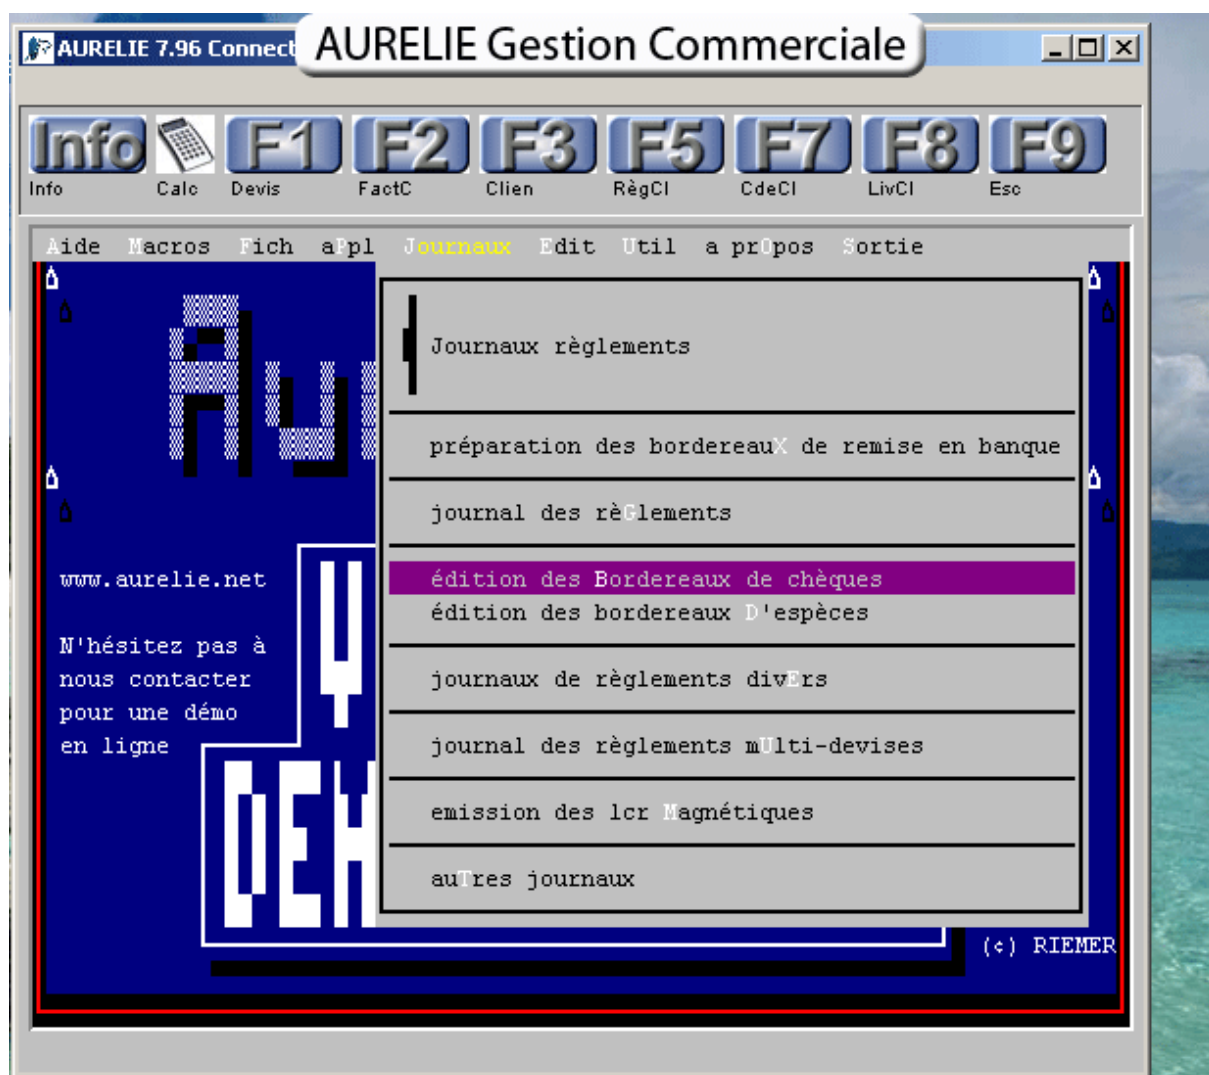 AURELIE 7.96 Connect
AURELIE Gestion Commerciale
Info F1 F2 F3 F5 F7 F8 F9
Info Calc Devis FactC Clien RègCl CdeCl LivCl Esc
Aide Macros Fich aPpl Journaux Edit Util a prOpos Sortie
Journaux règlements
préparation des bordereauX de remise en banque
journal des rèGlements
édition des Bordereaux de chèques
édition des bordereaux D'espèces
journaux de règlements divErs
journal des règlements mUlti-devises
emission des lcr Magnétiques
auTres journaux
www.aurelie.net
N'hésitez pas à
nous contacter
pour une démo
en ligne
(¢) RIEMER